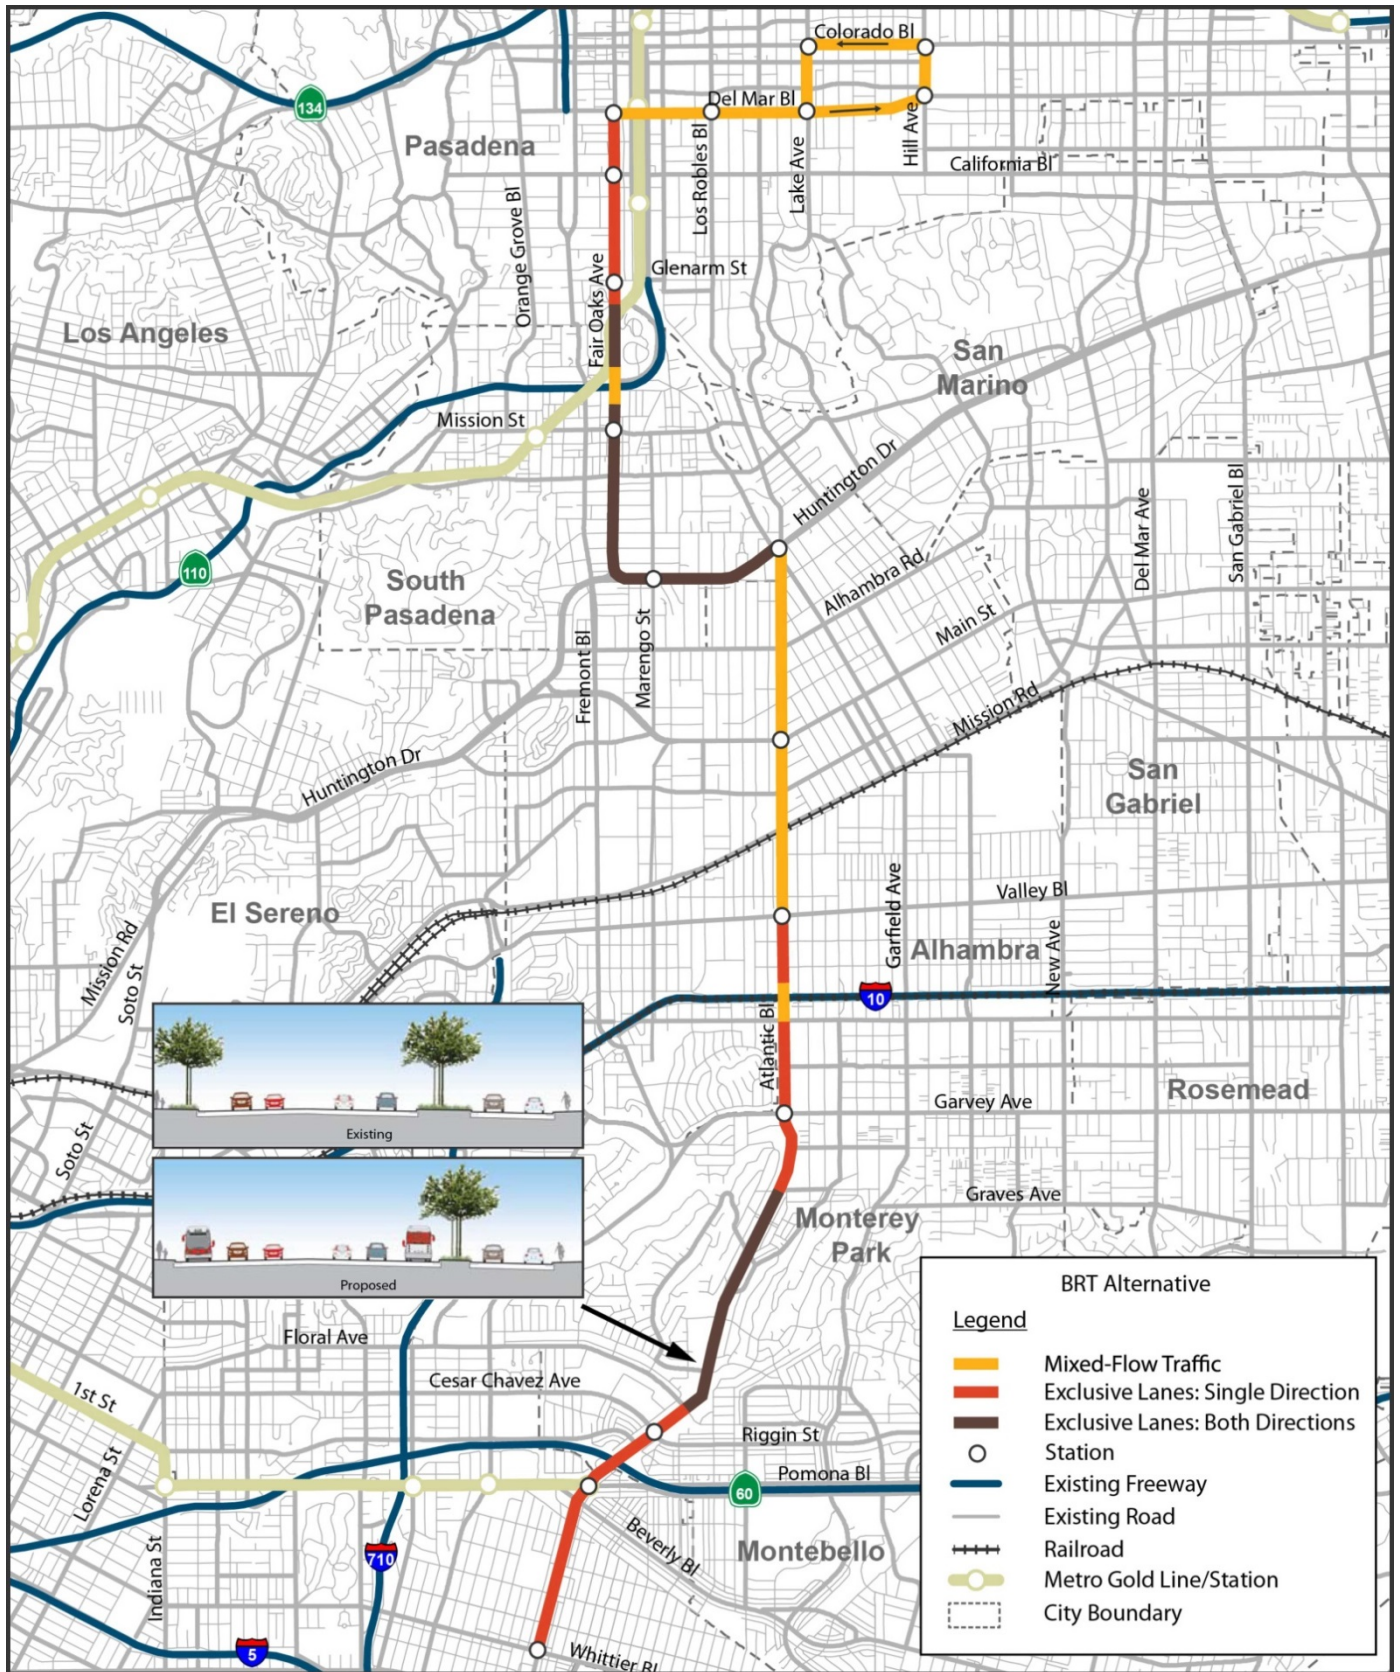 Colorado Bl
134
Del Mar Bl
Pasadena
Los Robles Bl
Lake Ave
Hill Ave
California Bl
Orange Grove Bl
Fair Oaks Ave
Glenarm St
Los Angeles
San
Marino
Mission St
Huntington Dr
Del Mar Ave
San Gabriel Bl
110
South
Pasadena
Alhambra Rd
Main St
Fremont Bl
Marengo St
Mission Rd
Huntington Dr
San
Gabriel
Garfield Ave
Valley Bl
El Sereno
Alhambra
New Ave
Mission Rd
Soto St
10
Atlantic Bl
Existing
Garvey Ave
Rosemead
Soto St
Graves Ave
Monterey
Park
Proposed
Floral Ave
Cesar Chavez Ave
1st St
Riggin St
Lorena St
Pomona Bl
60
Beverly Bl
Montebello
710
Indiana St
5
Whittier Bl
BRT Alternative
Legend
Mixed-Flow Traffic
Exclusive Lanes: Single Direction
Exclusive Lanes: Both Directions
Station
Existing Freeway
Existing Road
Railroad
Metro Gold Line/Station
City Boundary